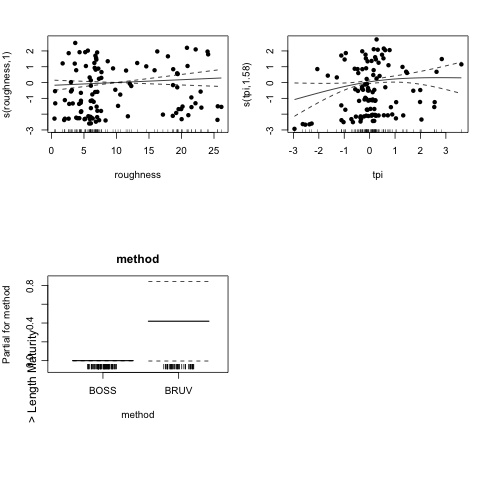 s(roughness,1)
2
1
0
-1
-3
0 5 10 15 20 25
roughness
s(tpi,1.58)
2
1
0
-1
-3
-3 -2 -1 0 1 2 3
tpi
method
Partial for method
0.8
0.4
0.0
> Length Maturity
BOSS BRUV
method